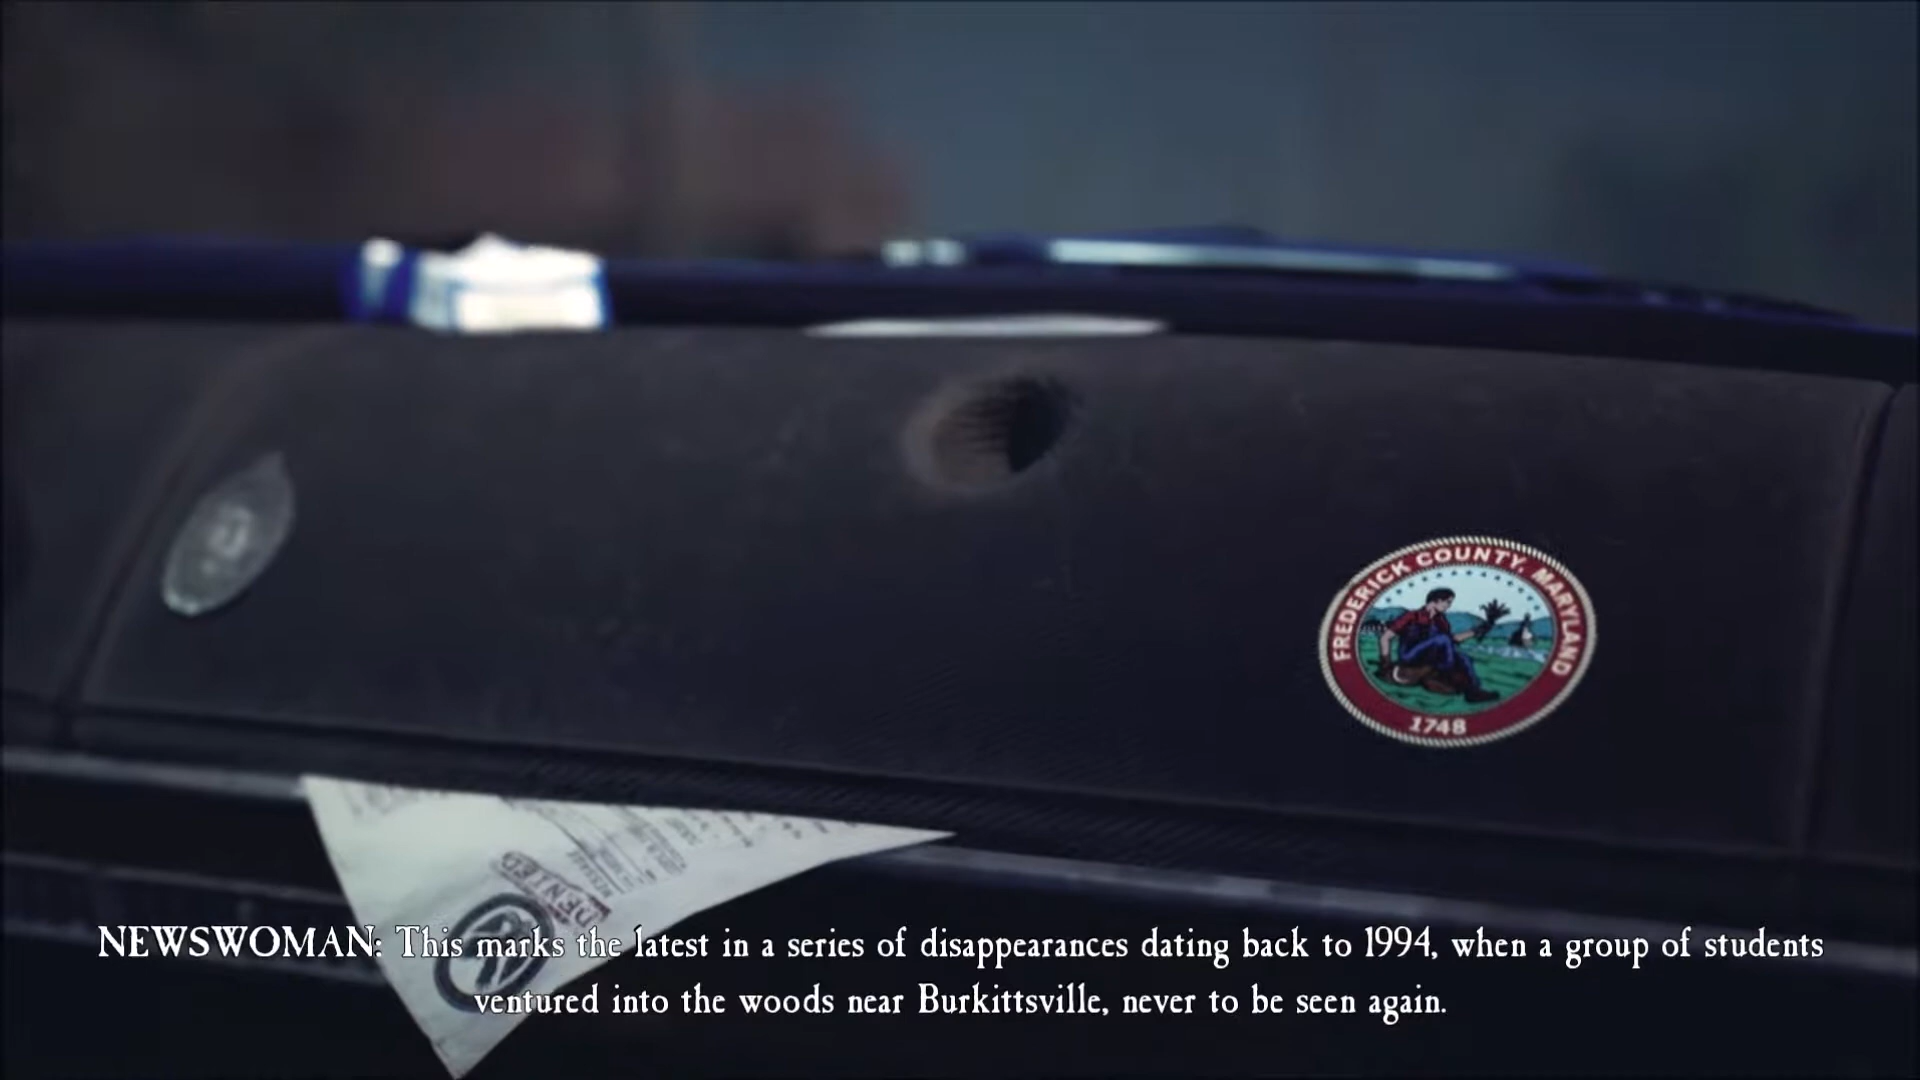 FREDERICK COUNTY, MARYLAND
1748
DENIED
NEWSWOMAN: This marks the latest in a series of disappearances dating back to 1994, when a group of students
ventured into the woods near Burkittsville, never to be seen again.